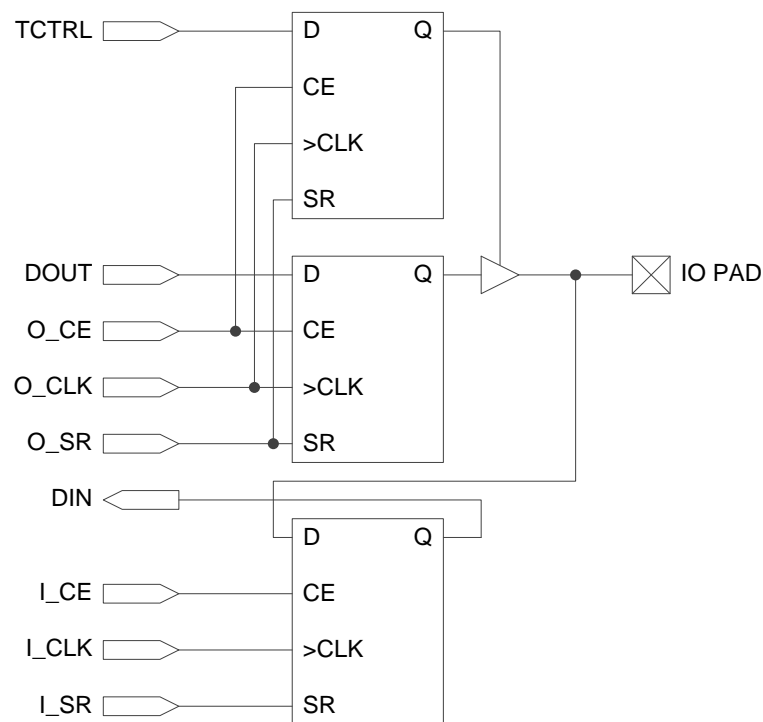 TCTRL
D Q
CE
>CLK
SR
DOUT
D Q
IO PAD
O_CE
CE
O_CLK
>CLK
O_SR
SR
DIN
D Q
I_CE
CE
I_CLK
>CLK
I_SR
SR